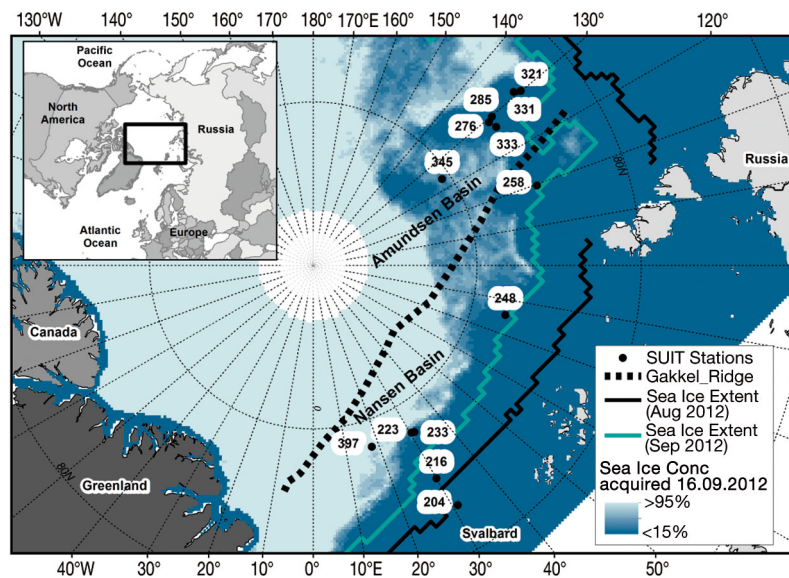 130°W 140° 150° 160° 170° 180° 170°E 160° 150° 140° 130° 120°
Pacific
Ocean
North
America
Russia
Atlantic
Ocean
Europe
321
285
331
276
333
345
258
80°N
Russia
Amundsen Basin
248
Canada
Nansen Basin
223
233
397
216
204
80°N
Greenland
Svalbard
SUIT Stations
Gakkel_Ridge
Sea Ice Extent
(Aug 2012)
Sea Ice Extent
(Sep 2012)
Sea Ice Conc
acquired 16.09.2012
>95%
<15%
40°W 30° 20° 10° 0° 10°E 20° 30° 40° 50°